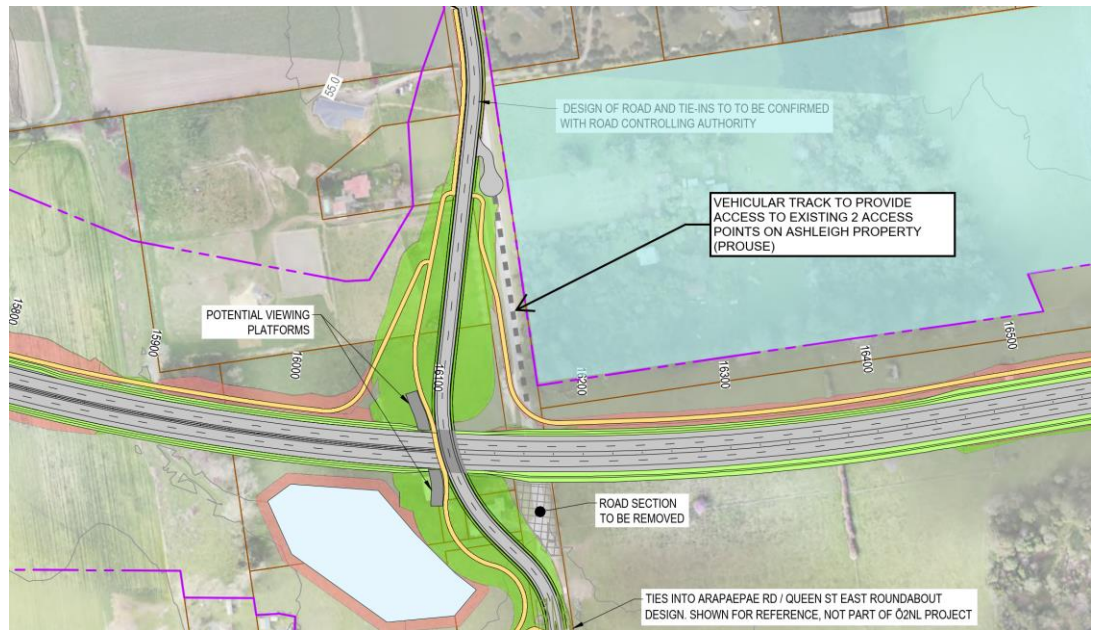 55.0
DESIGN OF ROAD AND TIE-INS TO TO BE CONFIRMED
WITH ROAD CONTROLLING AUTHORITY
VEHICULAR TRACK TO PROVIDE
ACCESS TO EXISTING 2 ACCESS
POINTS ON ASHLEIGH PROPERTY
(PROUSE)
POTENTIAL VIEWING
PLATFORMS
15800
15900
16000
16100
16200
16300
16400
16500
ROAD SECTION
TO BE REMOVED
TIES INTO ARAPAEPAE RD / QUEEN ST EAST ROUNDABOUT
DESIGN. SHOWN FOR REFERENCE, NOT PART OF Ō2NL PROJECT